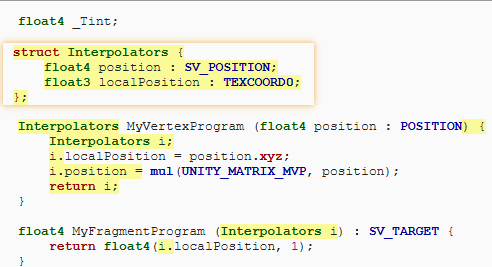 float4 _Tint;
struct Interpolators {
float4 position : SV_POSITION;
float3 localPosition : TEXCOORD0;
};
Interpolators MyVertexProgram (float4 position : POSITION) {
Interpolators i;
i.localPosition = position.xyz;
i.position = mul(UNITY_MATRIX_MVP, position);
return i;
}
float4 MyFragmentProgram (Interpolators i) : SV_TARGET {
return float4(i.localPosition, 1);
}